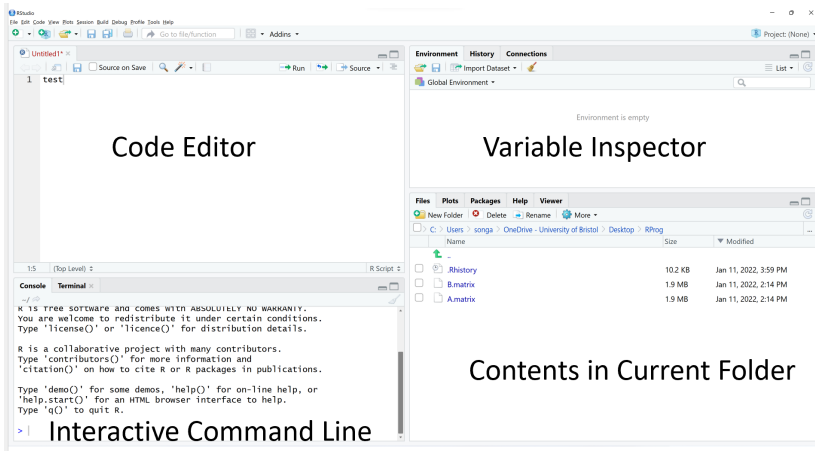 RStudio
File Edit Code View Plots Session Build Debug Profile Tools Help
Go to file/function Addins Project: (None)
Untitled1*
Source on Save Run Source
1 test
Code Editor
1:5 (Top Level) R Script
Console Terminal
~/
R is free software and comes with ABSOLUTELY NO WARRANTY.
You are welcome to redistribute it under certain conditions.
Type 'license()' or 'licence()' for distribution details.
R is a collaborative project with many contributors.
Type 'contributors()' for more information and
'citation()' on how to cite R or R packages in publications.
Type 'demo()' for some demos, 'help()' for on-line help, or
'help.start()' for an HTML browser interface to help.
Type 'q()' to quit R.
>
Interactive Command Line
Environment History Connections
Import Dataset List
Global Environment
Environment is empty
Variable Inspector
Files Plots Packages Help Viewer
New Folder Delete Rename More
C: > Users > songa > OneDrive - University of Bristol > Desktop > RProg ...
Name Size Modified
..
.Rhistory 10.2 KB Jan 11, 2022, 3:59 PM
B.matrix 1.9 MB Jan 11, 2022, 2:14 PM
A.matrix 1.9 MB Jan 11, 2022, 2:14 PM
Contents in Current Folder